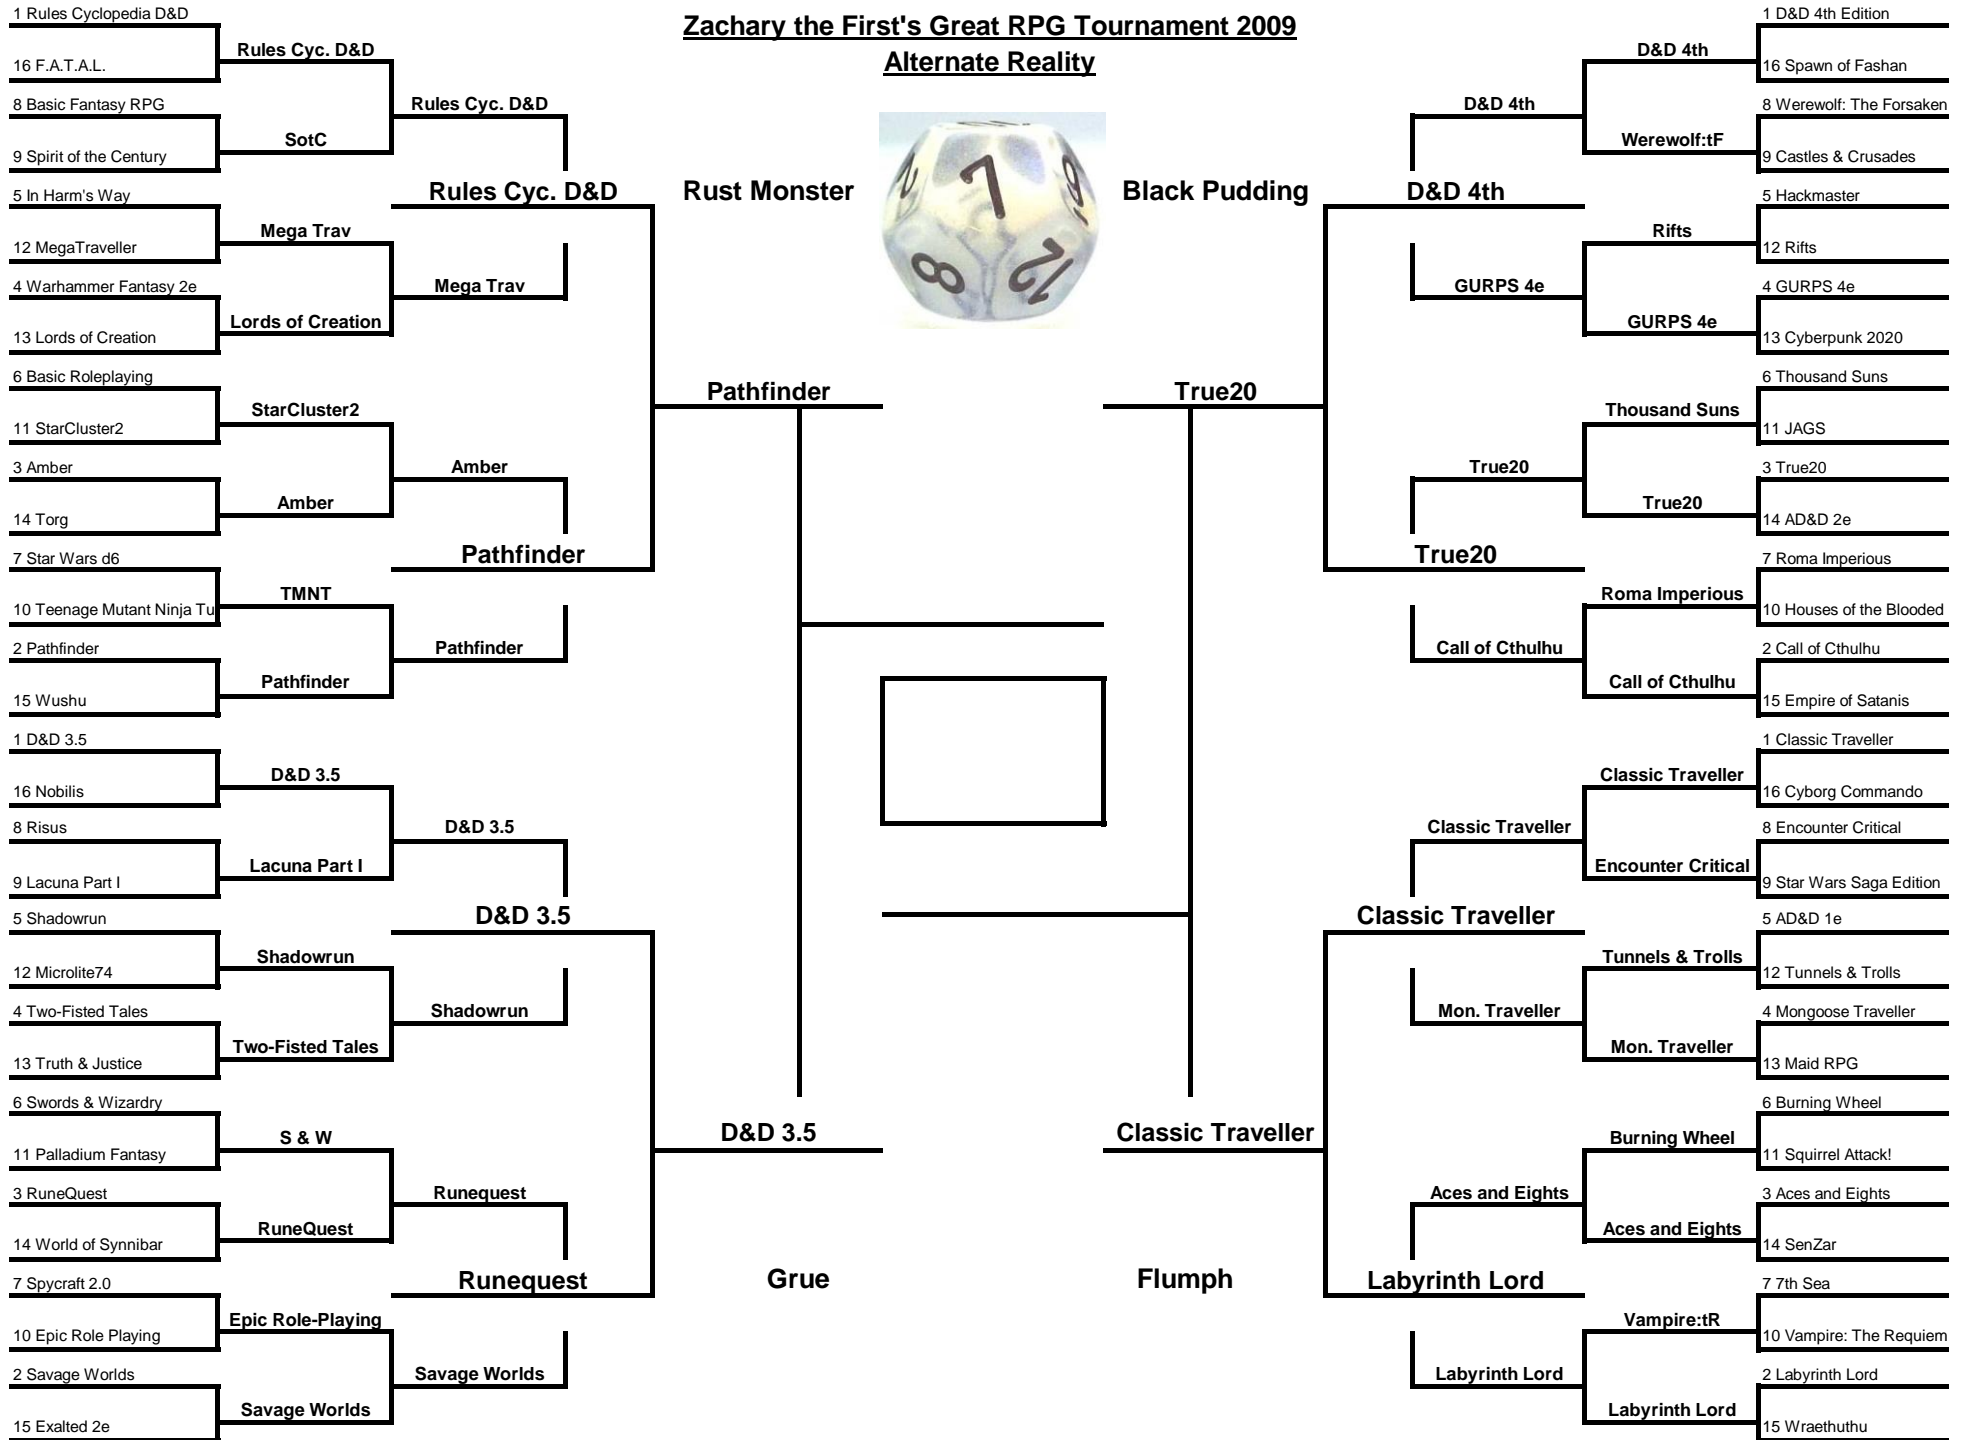 Zachary the First's Great RPG Tournament 2009
Alternate Reality
1 Rules Cyclopedia D&D
16 F.A.T.A.L.
8 Basic Fantasy RPG
9 Spirit of the Century
5 In Harm's Way
12 MegaTraveller
4 Warhammer Fantasy 2e
13 Lords of Creation
6 Basic Roleplaying
11 StarCluster2
3 Amber
14 Torg
7 Star Wars d6
10 Teenage Mutant Ninja Tu
2 Pathfinder
15 Wushu
1 D&D 3.5
16 Nobilis
8 Risus
9 Lacuna Part I
5 Shadowrun
12 Microlite74
4 Two-Fisted Tales
13 Truth & Justice
6 Swords & Wizardry
11 Palladium Fantasy
3 RuneQuest
14 World of Synnibar
7 Spycraft 2.0
10 Epic Role Playing
2 Savage Worlds
15 Exalted 2e
Rules Cyc. D&D
SotC
Mega Trav
Lords of Creation
StarCluster2
Amber
TMNT
Pathfinder
D&D 3.5
Lacuna Part I
Shadowrun
Two-Fisted Tales
S & W
RuneQuest
Epic Role-Playing
Savage Worlds
Rules Cyc. D&D
Mega Trav
Amber
Pathfinder
D&D 3.5
Shadowrun
Runequest
Savage Worlds
Rules Cyc. D&D
Pathfinder
D&D 3.5
Runequest
Rust Monster
Pathfinder
D&D 3.5
Grue
2
7
9
8
12
Black Pudding
True20
Classic Traveller
Flumph
D&D 4th
True20
Classic Traveller
Labyrinth Lord
D&D 4th
GURPS 4e
True20
Call of Cthulhu
Classic Traveller
Mon. Traveller
Aces and Eights
Labyrinth Lord
D&D 4th
Werewolf:tF
Rifts
GURPS 4e
Thousand Suns
True20
Roma Imperious
Call of Cthulhu
Classic Traveller
Encounter Critical
Tunnels & Trolls
Mon. Traveller
Burning Wheel
Aces and Eights
Vampire:tR
Labyrinth Lord
1 D&D 4th Edition
16 Spawn of Fashan
8 Werewolf: The Forsaken
9 Castles & Crusades
5 Hackmaster
12 Rifts
4 GURPS 4e
13 Cyberpunk 2020
6 Thousand Suns
11 JAGS
3 True20
14 AD&D 2e
7 Roma Imperious
10 Houses of the Blooded
2 Call of Cthulhu
15 Empire of Satanis
1 Classic Traveller
16 Cyborg Commando
8 Encounter Critical
9 Star Wars Saga Edition
5 AD&D 1e
12 Tunnels & Trolls
4 Mongoose Traveller
13 Maid RPG
6 Burning Wheel
11 Squirrel Attack!
3 Aces and Eights
14 SenZar
7 7th Sea
10 Vampire: The Requiem
2 Labyrinth Lord
15 Wraethuthu